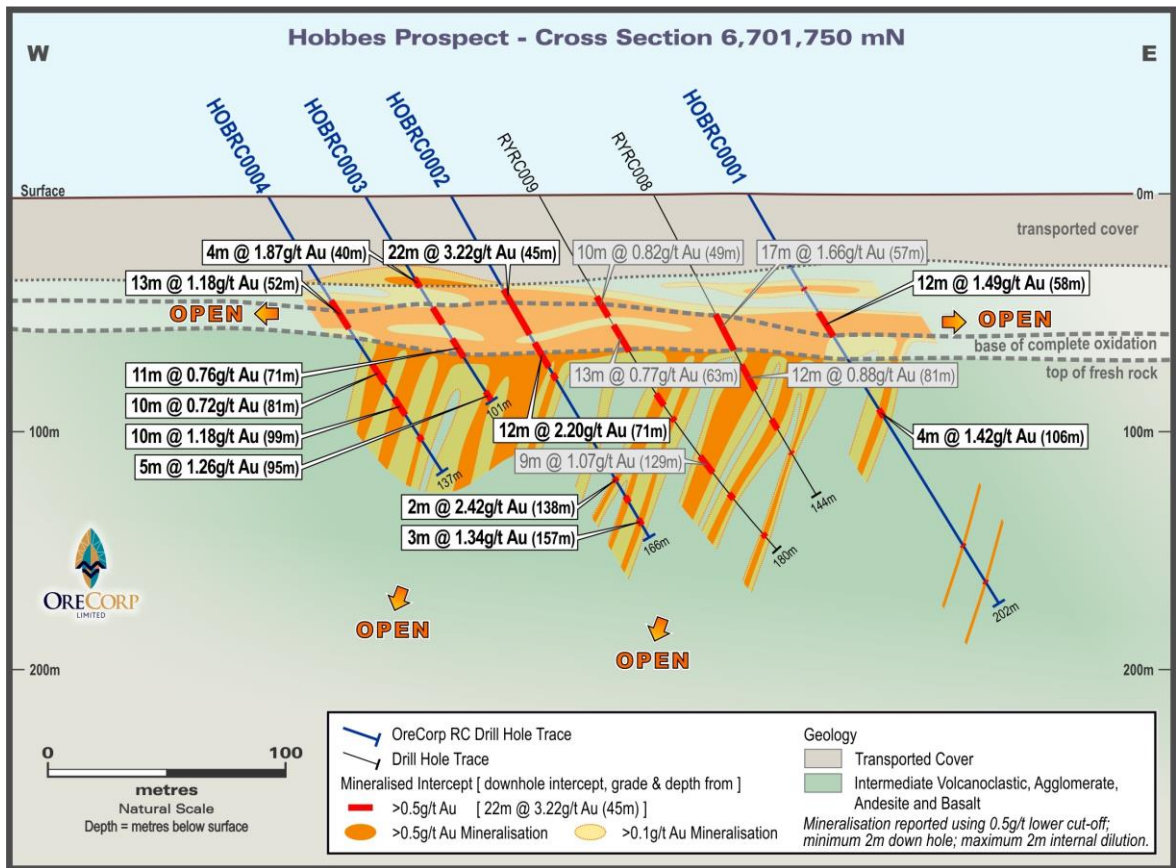 Hobbes Prospect - Cross Section 6,701,750 mN
W
E
HOBRC0004
HOBRC0003
HOBRC0002
RYRC009
RYRC008
HOBRC0001
Surface
0m
transported cover
4m @ 1.87g/t Au (40m)
22m @ 3.22g/t Au (45m)
10m @ 0.82g/t Au (49m)
17m @ 1.66g/t Au (57m)
13m @ 1.18g/t Au (52m)
12m @ 1.49g/t Au (58m)
OPEN
OPEN
base of complete oxidation
top of fresh rock
11m @ 0.76g/t Au (71m)
13m @ 0.77g/t Au (63m)
12m @ 0.88g/t Au (81m)
10m @ 0.72g/t Au (81m)
101m
12m @ 2.20g/t Au (71m)
100m
100m
10m @ 1.18g/t Au (99m)
4m @ 1.42g/t Au (106m)
5m @ 1.26g/t Au (95m)
137m
9m @ 1.07g/t Au (129m)
144m
2m @ 2.42g/t Au (138m)
3m @ 1.34g/t Au (157m)
166m
180m
202m
ORECORP
LIMITED
OPEN
OPEN
200m
200m
0
100
metres
Natural Scale
Depth = metres below surface
OreCorp RC Drill Hole Trace
Drill Hole Trace
Mineralised Intercept [ downhole intercept, grade & depth from ]
>0.5g/t Au [ 22m @ 3.22g/t Au (45m) ]
>0.5g/t Au Mineralisation
>0.1g/t Au Mineralisation
Geology
Transported Cover
Intermediate Volcanoclastic, Agglomerate,
Andesite and Basalt
Mineralisation reported using 0.5g/t lower cut-off;
minimum 2m down hole; maximum 2m internal dilution.